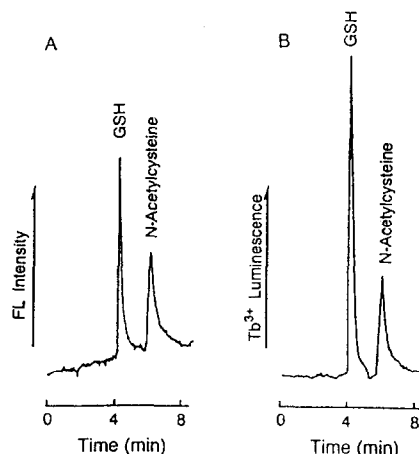 A
GSH
N-Acetylcysteine
FL Intensity
0 4 8
Time (min)
B
GSH
N-Acetylcysteine
Tb³⁺ Luminescence
0 4 8
Time (min)